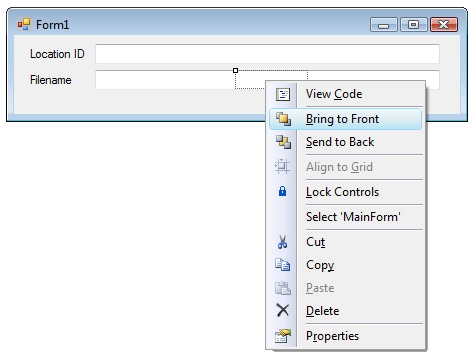 Form1
Location ID
Filename
View Code
Bring to Front
Send to Back
Align to Grid
Lock Controls
Select 'MainForm'
Cut
Copy
Paste
Delete
Properties